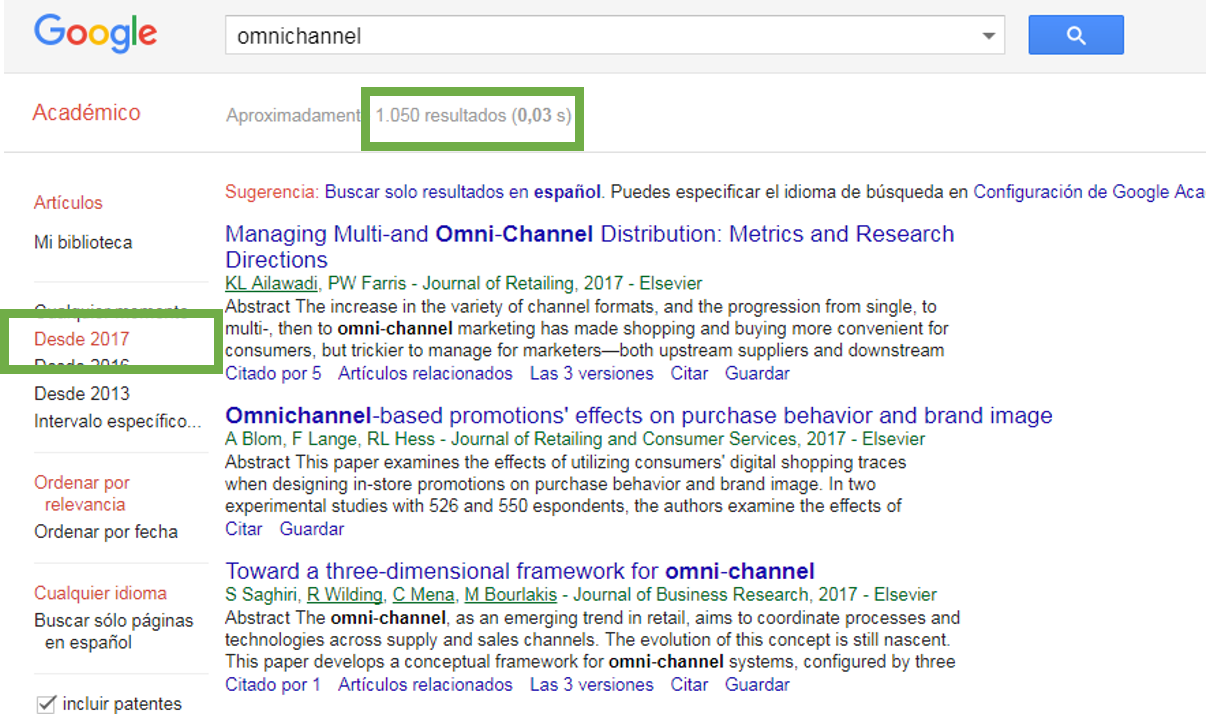 Google
omnichannel
Académico
Aproximadament 1.050 resultados (0,03 s)
Artículos
Mi biblioteca
Cualquier momento
Desde 2017
Desde 2016
Desde 2013
Intervalo específico...
Ordenar por
relevancia
Ordenar por fecha
Cualquier idioma
Buscar sólo páginas
en español
incluir patentes
Sugerencia: Buscar solo resultados en español. Puedes especificar el idioma de búsqueda en Configuración de Google Aca
Managing Multi-and Omni-Channel Distribution: Metrics and Research
Directions
KL Ailawadi, PW Farris - Journal of Retailing, 2017 - Elsevier
Abstract The increase in the variety of channel formats, and the progression from single, to
multi-, then to omni-channel marketing has made shopping and buying more convenient for
consumers, but trickier to manage for marketers—both upstream suppliers and downstream
Citado por 5 Artículos relacionados Las 3 versiones Citar Guardar
Omnichannel-based promotions' effects on purchase behavior and brand image
A Blom, F Lange, RL Hess - Journal of Retailing and Consumer Services, 2017 - Elsevier
Abstract This paper examines the effects of utilizing consumers' digital shopping traces
when designing in-store promotions on purchase behavior and brand image. In two
experimental studies with 526 and 550 espondents, the authors examine the effects of
Citar Guardar
Toward a three-dimensional framework for omni-channel
S Saghiri, R Wilding, C Mena, M Bourlakis - Journal of Business Research, 2017 - Elsevier
Abstract The omni-channel, as an emerging trend in retail, aims to coordinate processes and
technologies across supply and sales channels. The evolution of this concept is still nascent.
This paper develops a conceptual framework for omni-channel systems, configured by three
Citado por 1 Artículos relacionados Las 3 versiones Citar Guardar